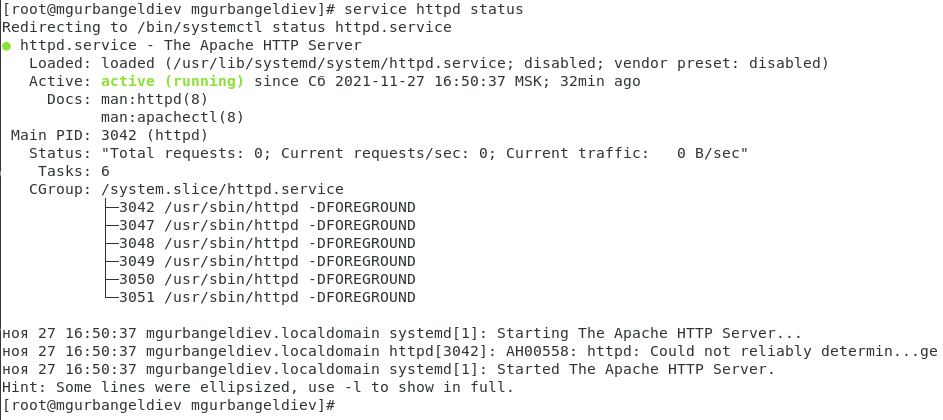 [root@mgurbangeldiev mgurbangeldiev]# service httpd status
Redirecting to /bin/systemctl status httpd.service
● httpd.service - The Apache HTTP Server
   Loaded: loaded (/usr/lib/systemd/system/httpd.service; disabled; vendor preset: disabled)
   Active: active (running) since Сб 2021-11-27 16:50:37 MSK; 32min ago
     Docs: man:httpd(8)
           man:apachectl(8)
 Main PID: 3042 (httpd)
   Status: "Total requests: 0; Current requests/sec: 0; Current traffic:   0 B/sec"
    Tasks: 6
   CGroup: /system.slice/httpd.service
           ├─3042 /usr/sbin/httpd -DFOREGROUND
           ├─3047 /usr/sbin/httpd -DFOREGROUND
           ├─3048 /usr/sbin/httpd -DFOREGROUND
           ├─3049 /usr/sbin/httpd -DFOREGROUND
           ├─3050 /usr/sbin/httpd -DFOREGROUND
           └─3051 /usr/sbin/httpd -DFOREGROUND

ноя 27 16:50:37 mgurbangeldiev.localdomain systemd[1]: Starting The Apache HTTP Server...
ноя 27 16:50:37 mgurbangeldiev.localdomain httpd[3042]: AH00558: httpd: Could not reliably determin...ge
ноя 27 16:50:37 mgurbangeldiev.localdomain systemd[1]: Started The Apache HTTP Server.
Hint: Some lines were ellipsized, use -l to show in full.
[root@mgurbangeldiev mgurbangeldiev]#